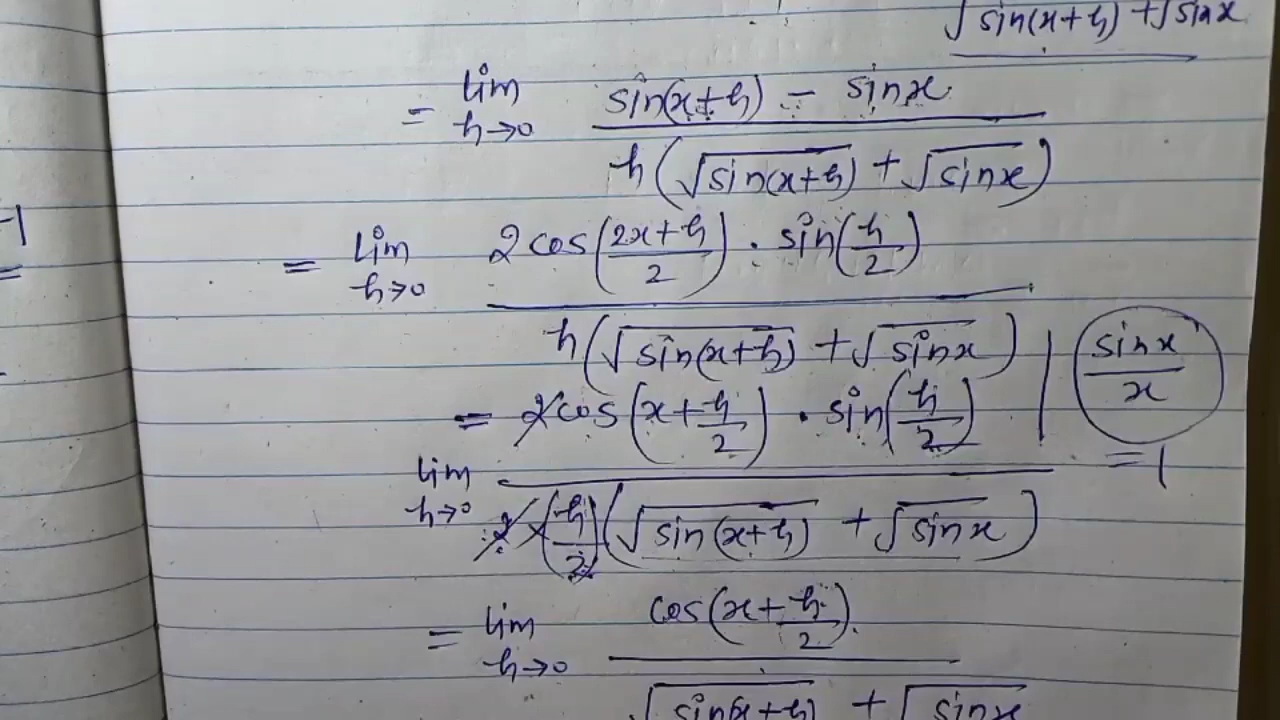 √sin(x+h) + √sinx
= lim h→0 sin(x+h) − sinx
h(√sin(x+h) + √sinx)
= lim h→0 2cos(2x+h/2) . sin(h/2)
h(√sin(x+h) + √sinx) | sinx/x
= 2cos(x+h/2) . sin(h/2) = 1
lim h→0 2×(h/2)(√sin(x+h) + √sinx)
= lim h→0 cos(x+h/2).
√sin(x+h) + √sinx
-1
=